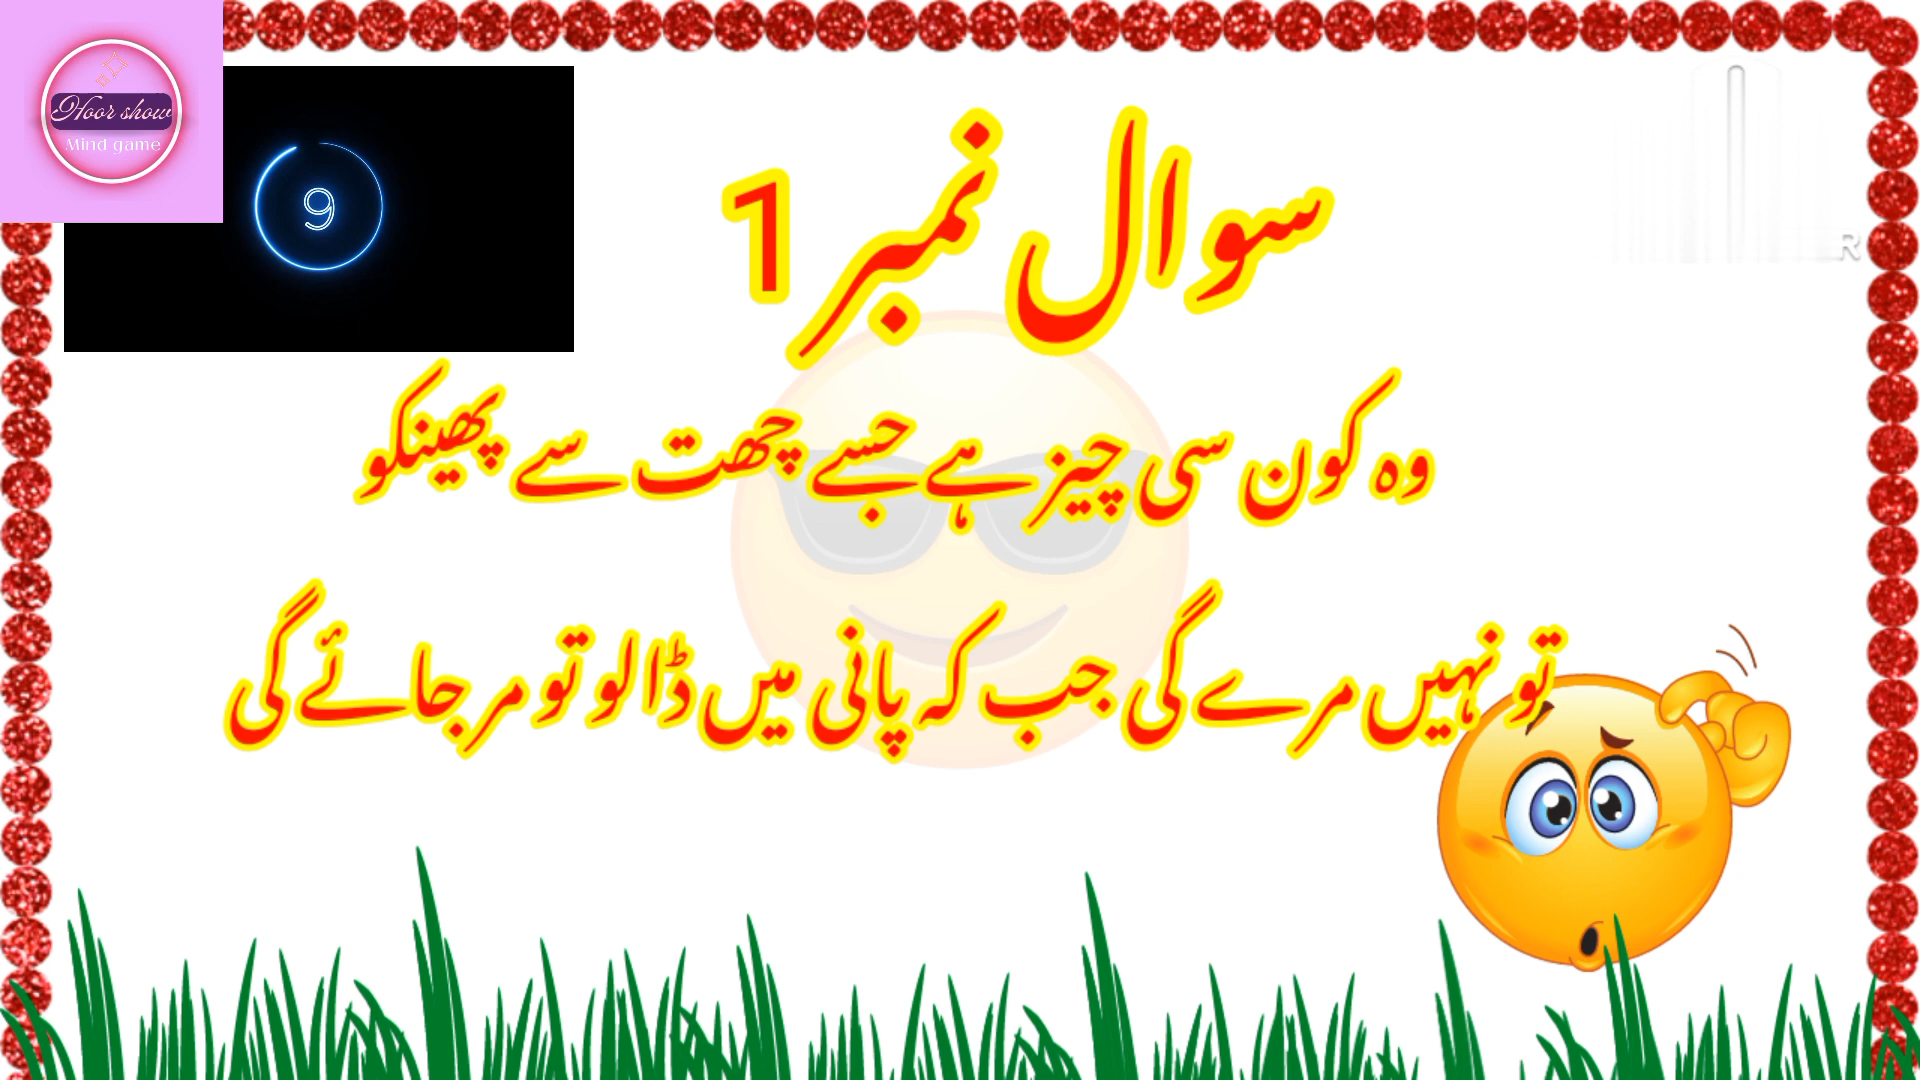 Hoor show
Mind game
9
سوال نمبر 1
وہ کون سی چیز ہے جسے چھت سے پھینکو
تو نہیں مرے گی جب کہ پانی میں ڈالو تو مر جائے گی
R